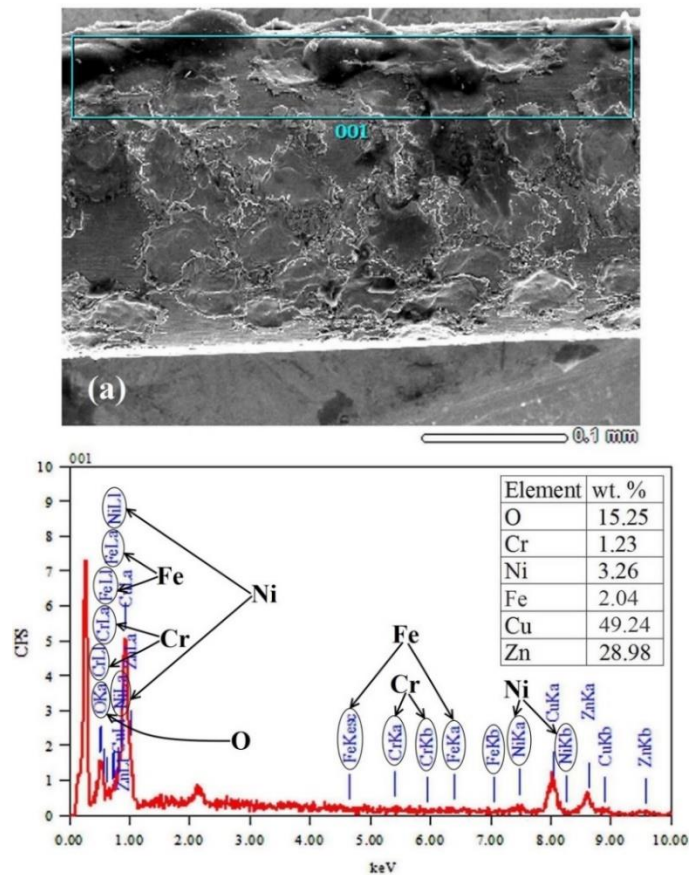 001
(a)
0.1 mm
001
10
9
8
7
6
5
4
3
2
1
0
CPS
0.00 1.00 2.00 3.00 4.00 5.00 6.00 7.00 8.00 9.00 10.00
keV
Element wt. %
O 15.25
Cr 1.23
Ni 3.26
Fe 2.04
Cu 49.24
Zn 28.98
NiLl
FeLa
FeLl
CrLa
CrLl
OKa
NiLa
CuLa
ZnLa
CuLl
ZnLl
Fe
Cr
Ni
O
Fe
Cr
Ni
FeKesc
CrKa
CrKb
FeKa
FeKb
NiKa
CuKa
NiKb
ZnKa
CuKb
ZnKb